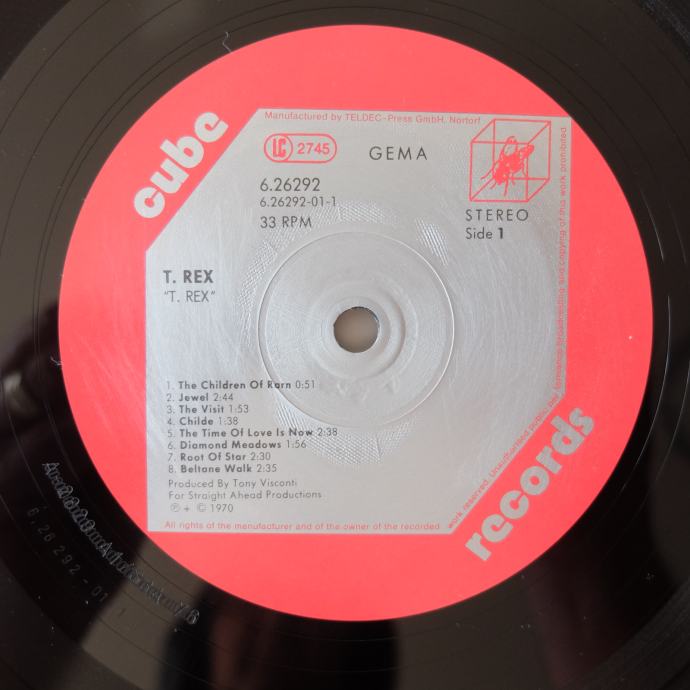 cube
Manufactured by TELDEC-Press GmbH. Nortorf
LC 2745
GEMA
6.26292
6.26292-01-1
33 RPM
STEREO
Side 1
T. REX
"T. REX"
1. The Children Of Rarn 0:51
2. Jewel 2:44
3. The Visit 1:53
4. Childe 1:38
5. The Time Of Love Is Now 2:38
6. Diamond Meadows 1:56
7. Root Of Star 2:30
8. Beltane Walk 2:35
Produced By Tony Visconti
For Straight Ahead Productions
℗ + © 1970
All rights of the manufacturer and of the owner of the recorded
work reserved. Unauthorised public
and copying of this work prohibited
records
6.26292-01